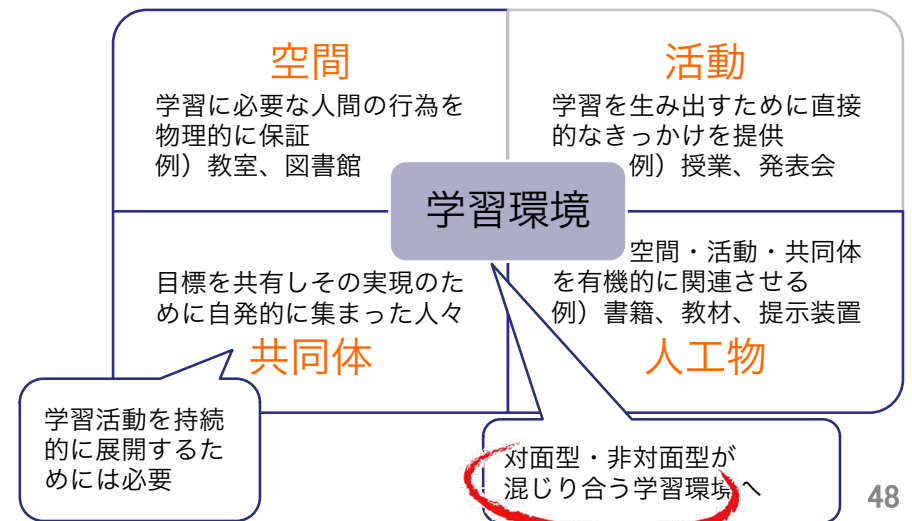 空間
学習に必要な人間の行為を
物理的に保証
例）教室、図書館
活動
学習を生み出すために直接
的なきっかけを提供
例）授業、発表会
学習環境
目標を共有しその実現のた
めに自発的に集まった人々
共同体
空間・活動・共同体
を有機的に関連させる
例）書籍、教材、提示装置
人工物
学習活動を持続
的に展開するた
めには必要
対面型・非対面型が
混じり合う学習環境へ
48